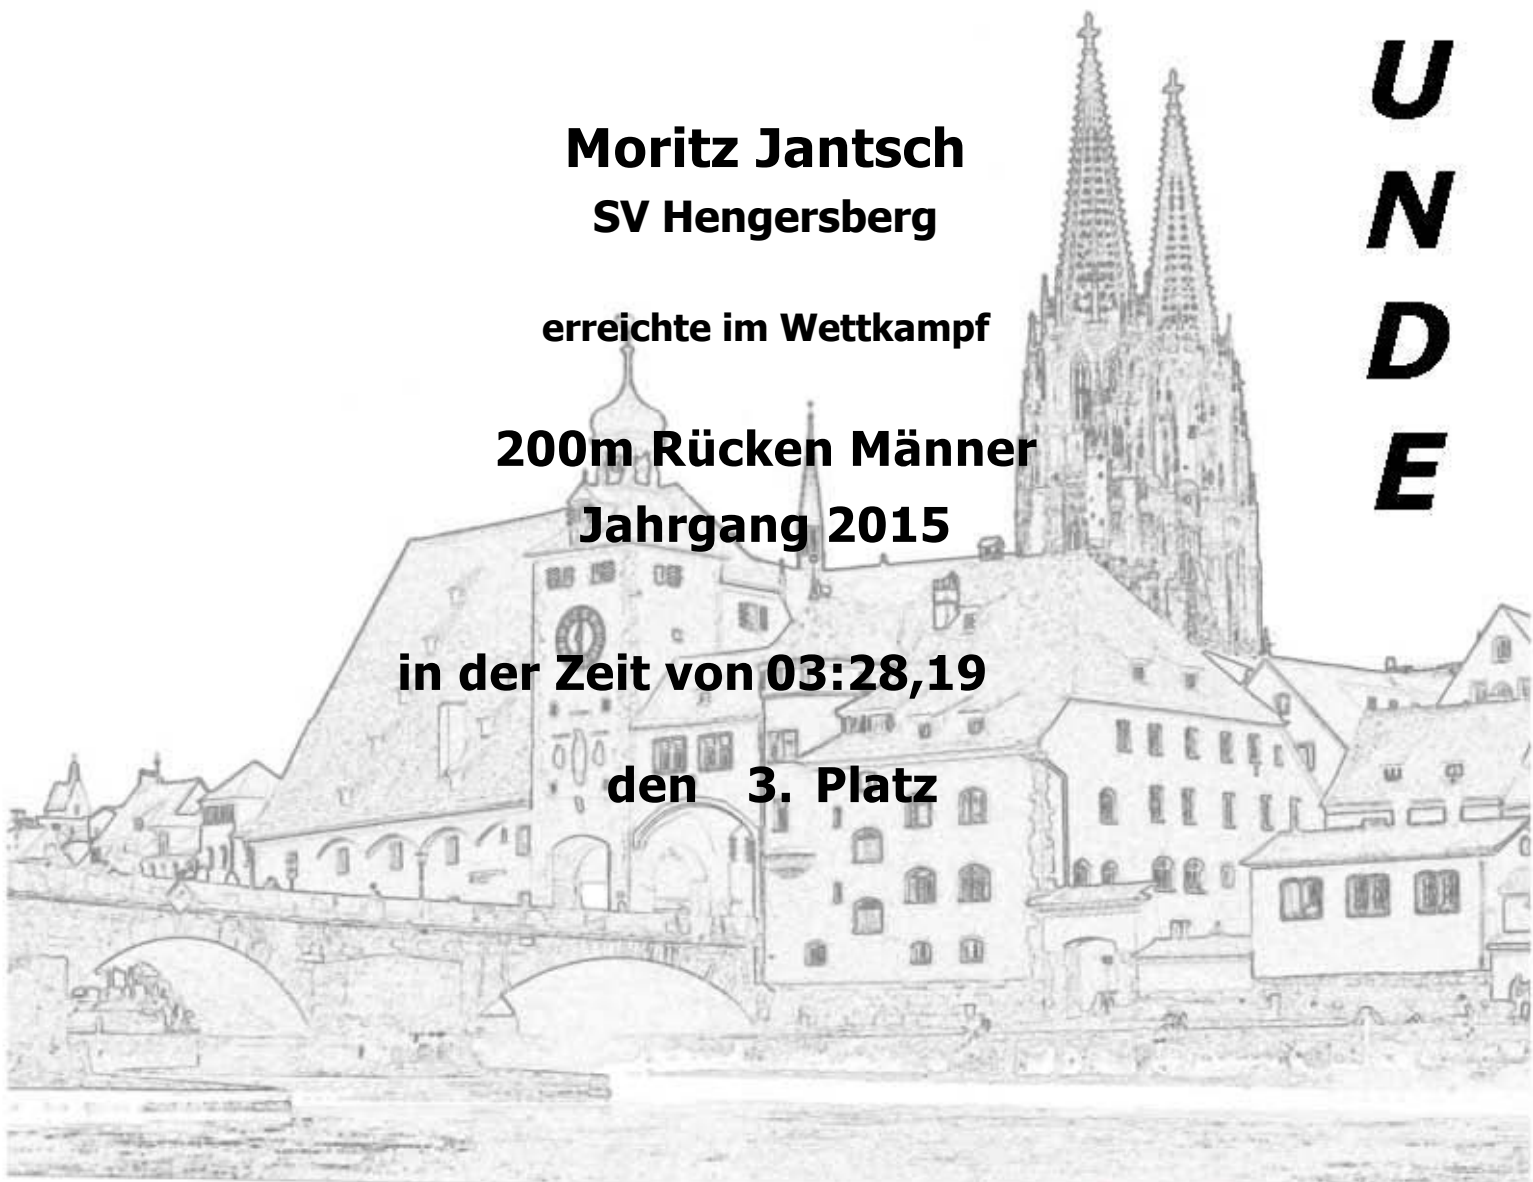 Moritz Jantsch
SV Hengersberg
erreichte im Wettkampf
200m Rücken Männer
Jahrgang 2015
in der Zeit von 03:28,19
den 3. Platz
U
N
D
E